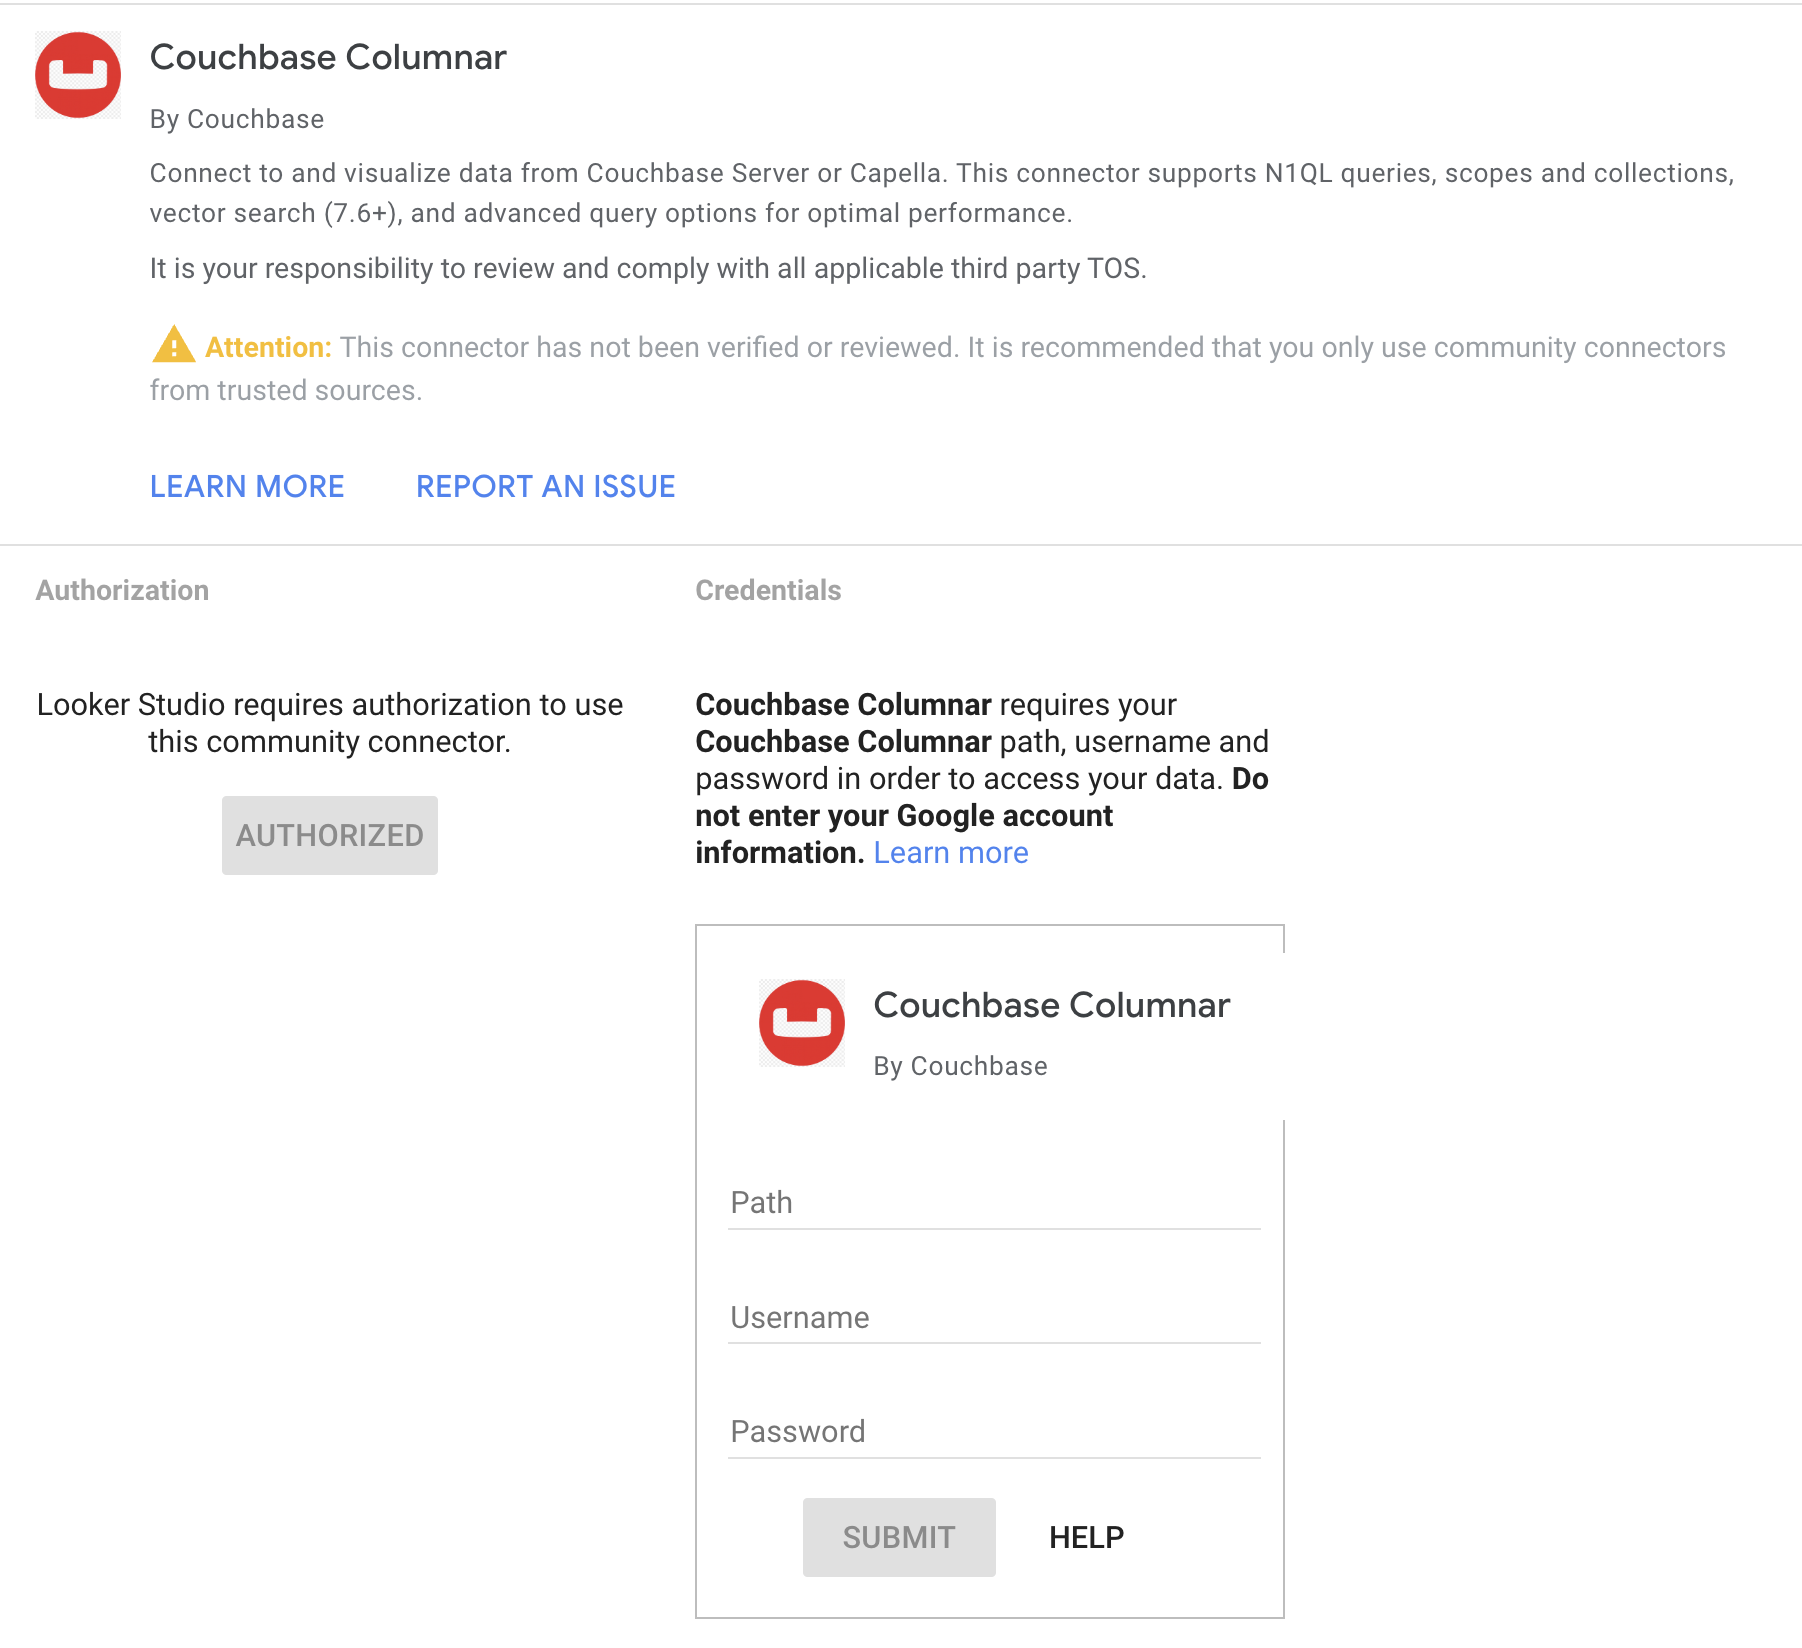 Couchbase Columnar
By Couchbase
Connect to and visualize data from Couchbase Server or Capella. This connector supports N1QL queries, scopes and collections,
vector search (7.6+), and advanced query options for optimal performance.
It is your responsibility to review and comply with all applicable third party TOS.
Attention: This connector has not been verified or reviewed. It is recommended that you only use community connectors
from trusted sources.
LEARN MORE REPORT AN ISSUE
Authorization
Looker Studio requires authorization to use
this community connector.
AUTHORIZED
Credentials
Couchbase Columnar requires your
Couchbase Columnar path, username and
password in order to access your data. Do
not enter your Google account
information. Learn more
Couchbase Columnar
By Couchbase
Path
Username
Password
SUBMIT HELP